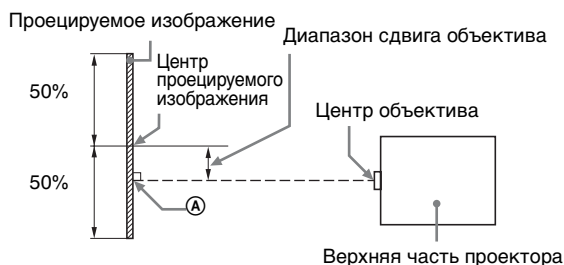 Проецируемое изображение
Диапазон сдвига объектива
Центр
проецируемого
изображения
50%
Центр объектива
50%
A
Верхняя часть проектора